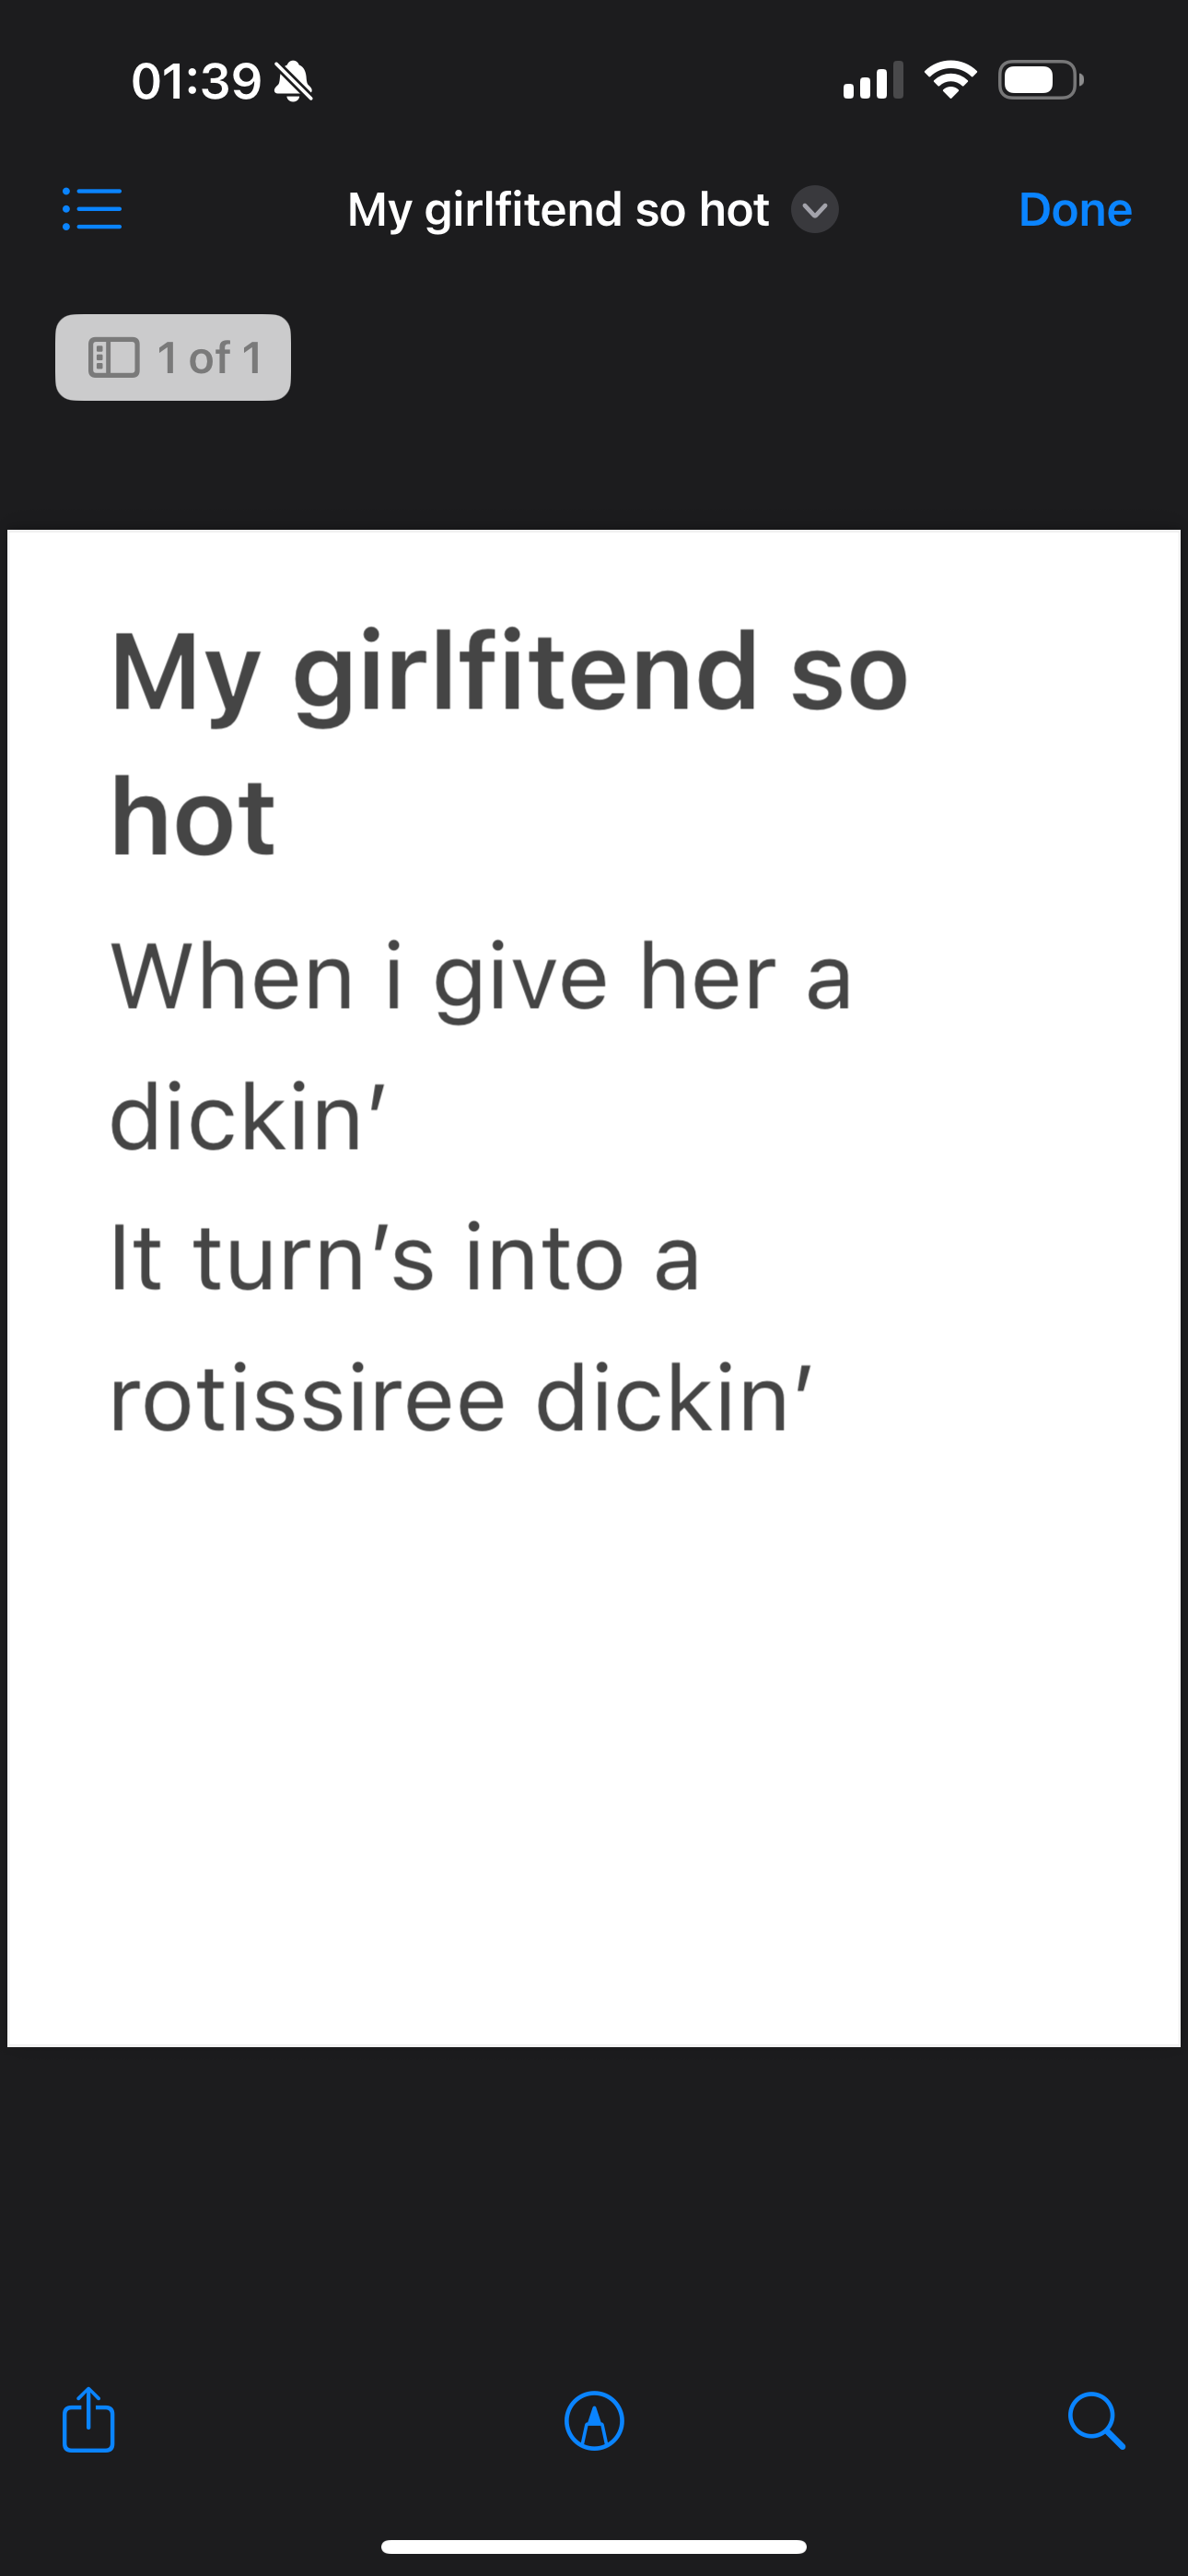 01:39
My girlfitend so hot
Done
1 of 1
My girlfitend so
hot
When i give her a
dickin’
It turn’s into a
rotissiree dickin’